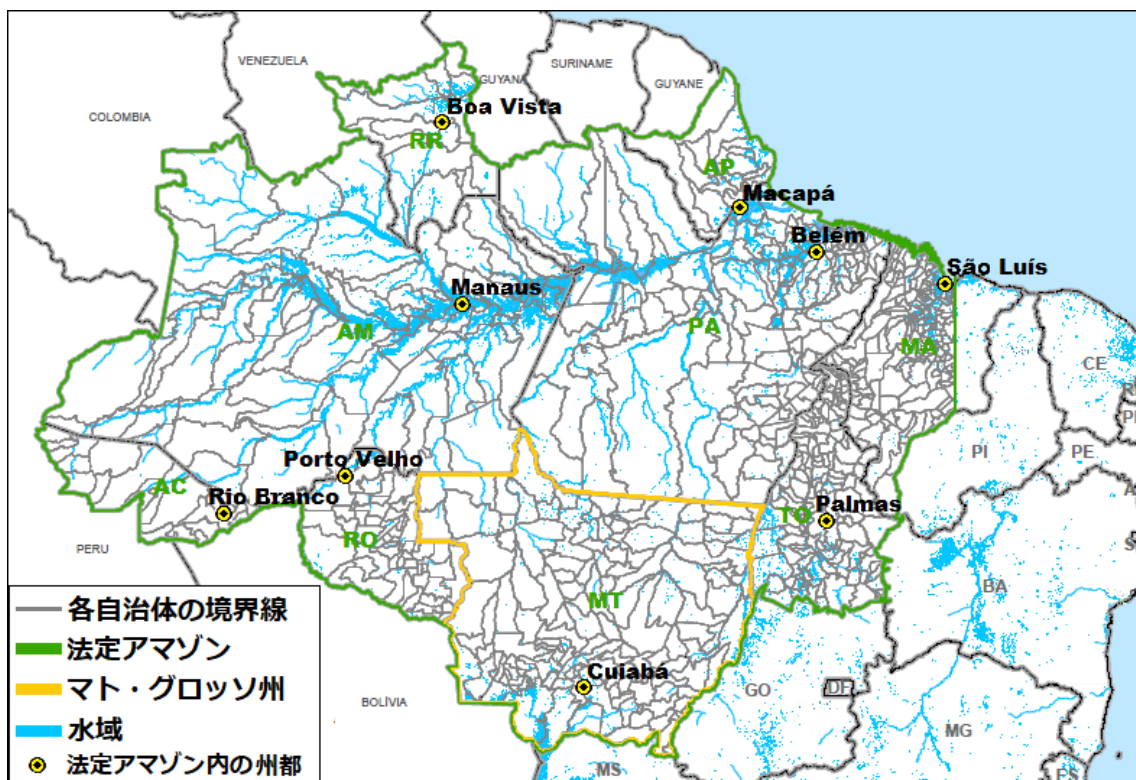 VENEZUELA
GUYANA
SURINAME
GUYANE
COLOMBIA
Boa Vista
RR
AP
Macapá
Belém
São Luís
Manaus
AM
PA
MA
CE
PI
PE
Porto Velho
AC
Rio Branco
RO
TO
Palmas
PERU
BA
MT
Cuiabá
BOLÍVIA
GO
DF
MG
MS
ES
各自治体の境界線
法定アマゾン
マト・グロッソ州
水域
法定アマゾン内の州都